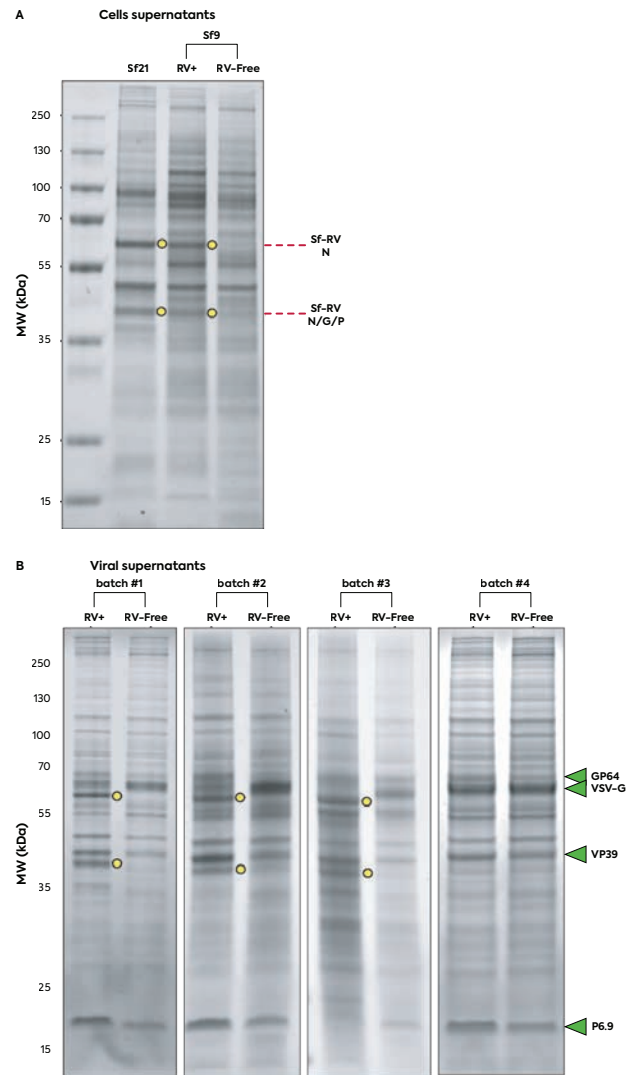 A
Cells supernatants
Sf9
Sf21 RV+ RV-Free
250
130
100
70
55
35
25
15
MW (kDa)
Sf-RV
N
Sf-RV
N/G/P
B
Viral supernatants
batch #1 batch #2 batch #3 batch #4
RV+ RV-Free RV+ RV-Free RV+ RV-Free RV+ RV-Free
250
130
100
70
55
35
25
15
MW (kDa)
GP64
VSV-G
VP39
P6.9